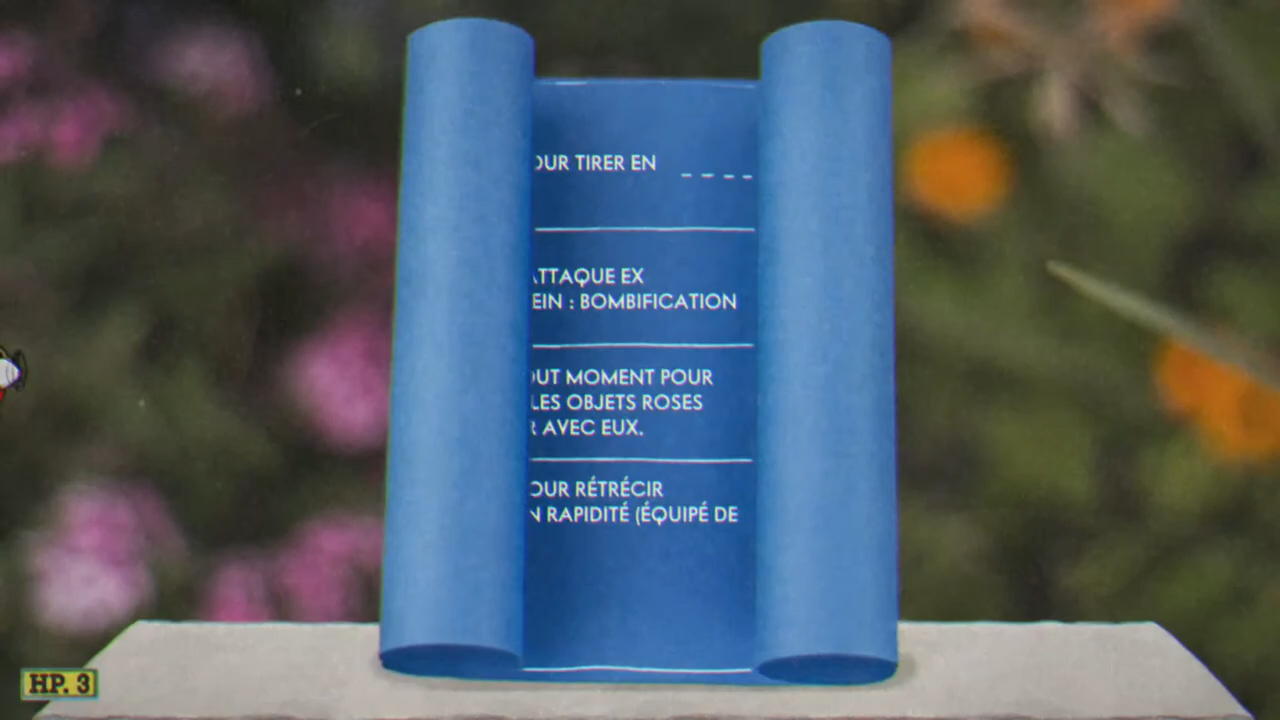 OUR TIRER EN _ _ _ _
ATTAQUE EX
EIN : BOMBIFICATION
OUT MOMENT POUR
LES OBJETS ROSES
R AVEC EUX.
OUR RÉTRÉCIR
N RAPIDITÉ (ÉQUIPÉ DE
HP. 3